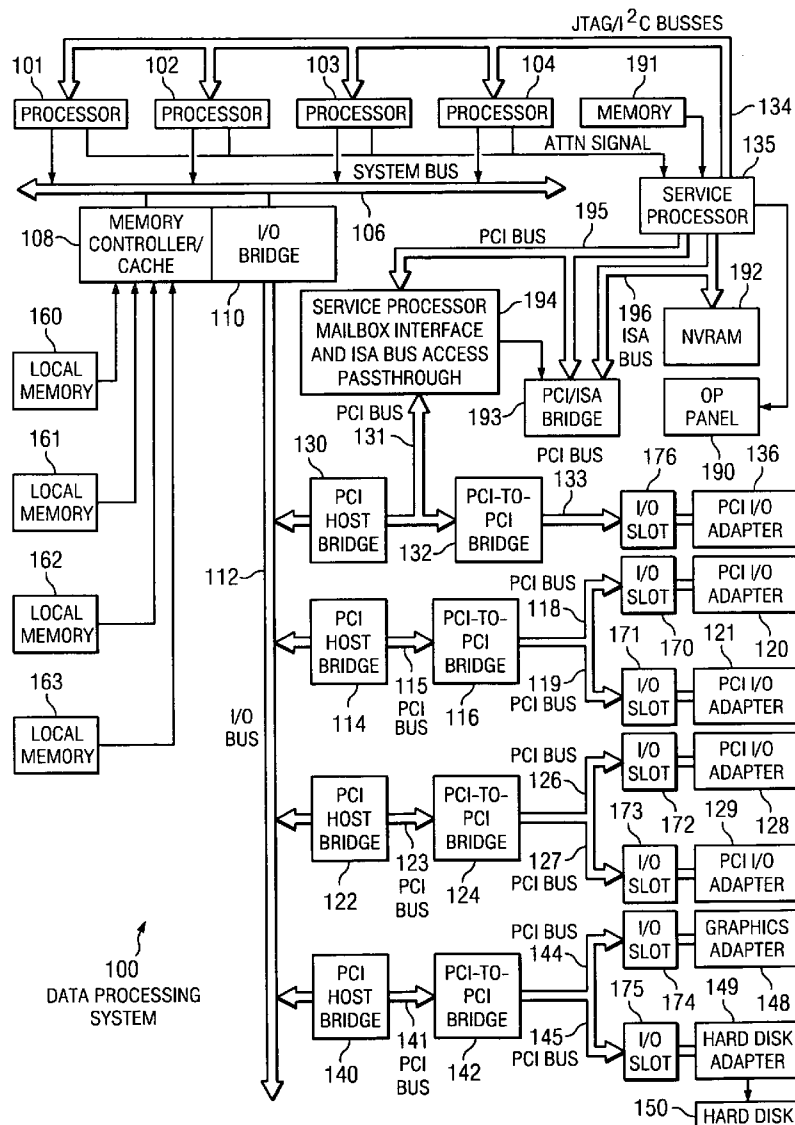 JTAG/I²C BUSSES
101
102
103
104
191
134
PROCESSOR
PROCESSOR
PROCESSOR
PROCESSOR
MEMORY
ATTN SIGNAL
135
SYSTEM BUS
SERVICE
PROCESSOR
106
195
108
MEMORY
CONTROLLER/
CACHE
I/O
BRIDGE
110
PCI BUS
194
196
ISA
BUS
192
NVRAM
SERVICE PROCESSOR
MAILBOX INTERFACE
AND ISA BUS ACCESS
PASSTHROUGH
193
PCI/ISA
BRIDGE
OP
PANEL
190
160
LOCAL
MEMORY
PCI BUS
131
130
PCI BUS
133
176
136
161
LOCAL
MEMORY
PCI
HOST
BRIDGE
132
PCI-TO-
PCI
BRIDGE
I/O
SLOT
PCI I/O
ADAPTER
112
162
LOCAL
MEMORY
PCI BUS
118
I/O
SLOT
170
PCI I/O
ADAPTER
120
PCI
HOST
BRIDGE
114
115
PCI
BUS
PCI-TO-
PCI
BRIDGE
116
119
PCI BUS
171
I/O
SLOT
121
PCI I/O
ADAPTER
163
LOCAL
MEMORY
I/O
BUS
PCI BUS
126
I/O
SLOT
172
PCI I/O
ADAPTER
128
PCI
HOST
BRIDGE
122
123
PCI
BUS
PCI-TO-
PCI
BRIDGE
124
127
PCI BUS
173
I/O
SLOT
129
PCI I/O
ADAPTER
PCI BUS
144
I/O
SLOT
174
GRAPHICS
ADAPTER
148
100
DATA PROCESSING
SYSTEM
PCI
HOST
BRIDGE
140
141
PCI
BUS
PCI-TO-
PCI
BRIDGE
142
145
PCI BUS
175
I/O
SLOT
149
HARD DISK
ADAPTER
150
HARD DISK